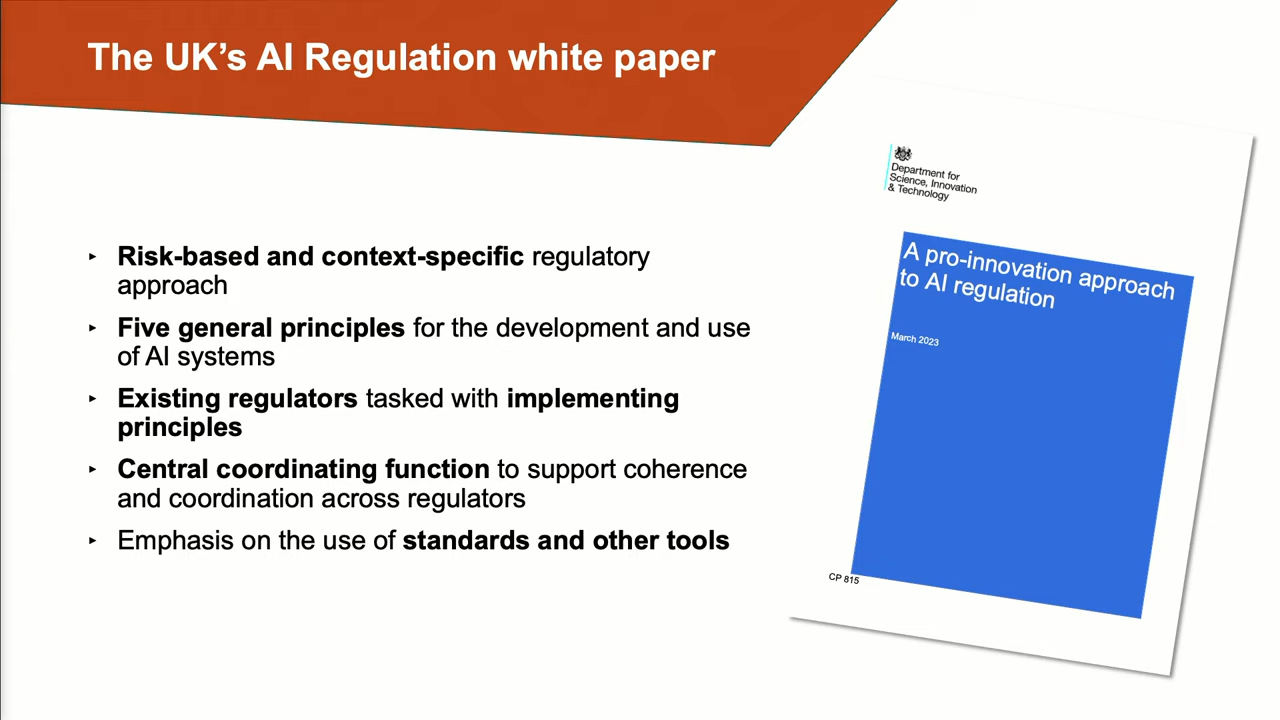 The UK’s AI Regulation white paper
‣ Risk-based and context-specific regulatory
approach
‣ Five general principles for the development and use
of AI systems
‣ Existing regulators tasked with implementing
principles
‣ Central coordinating function to support coherence
and coordination across regulators
‣ Emphasis on the use of standards and other tools
Department for
Science, Innovation
& Technology
A pro-innovation approach
to AI regulation
March 2023
CP 815